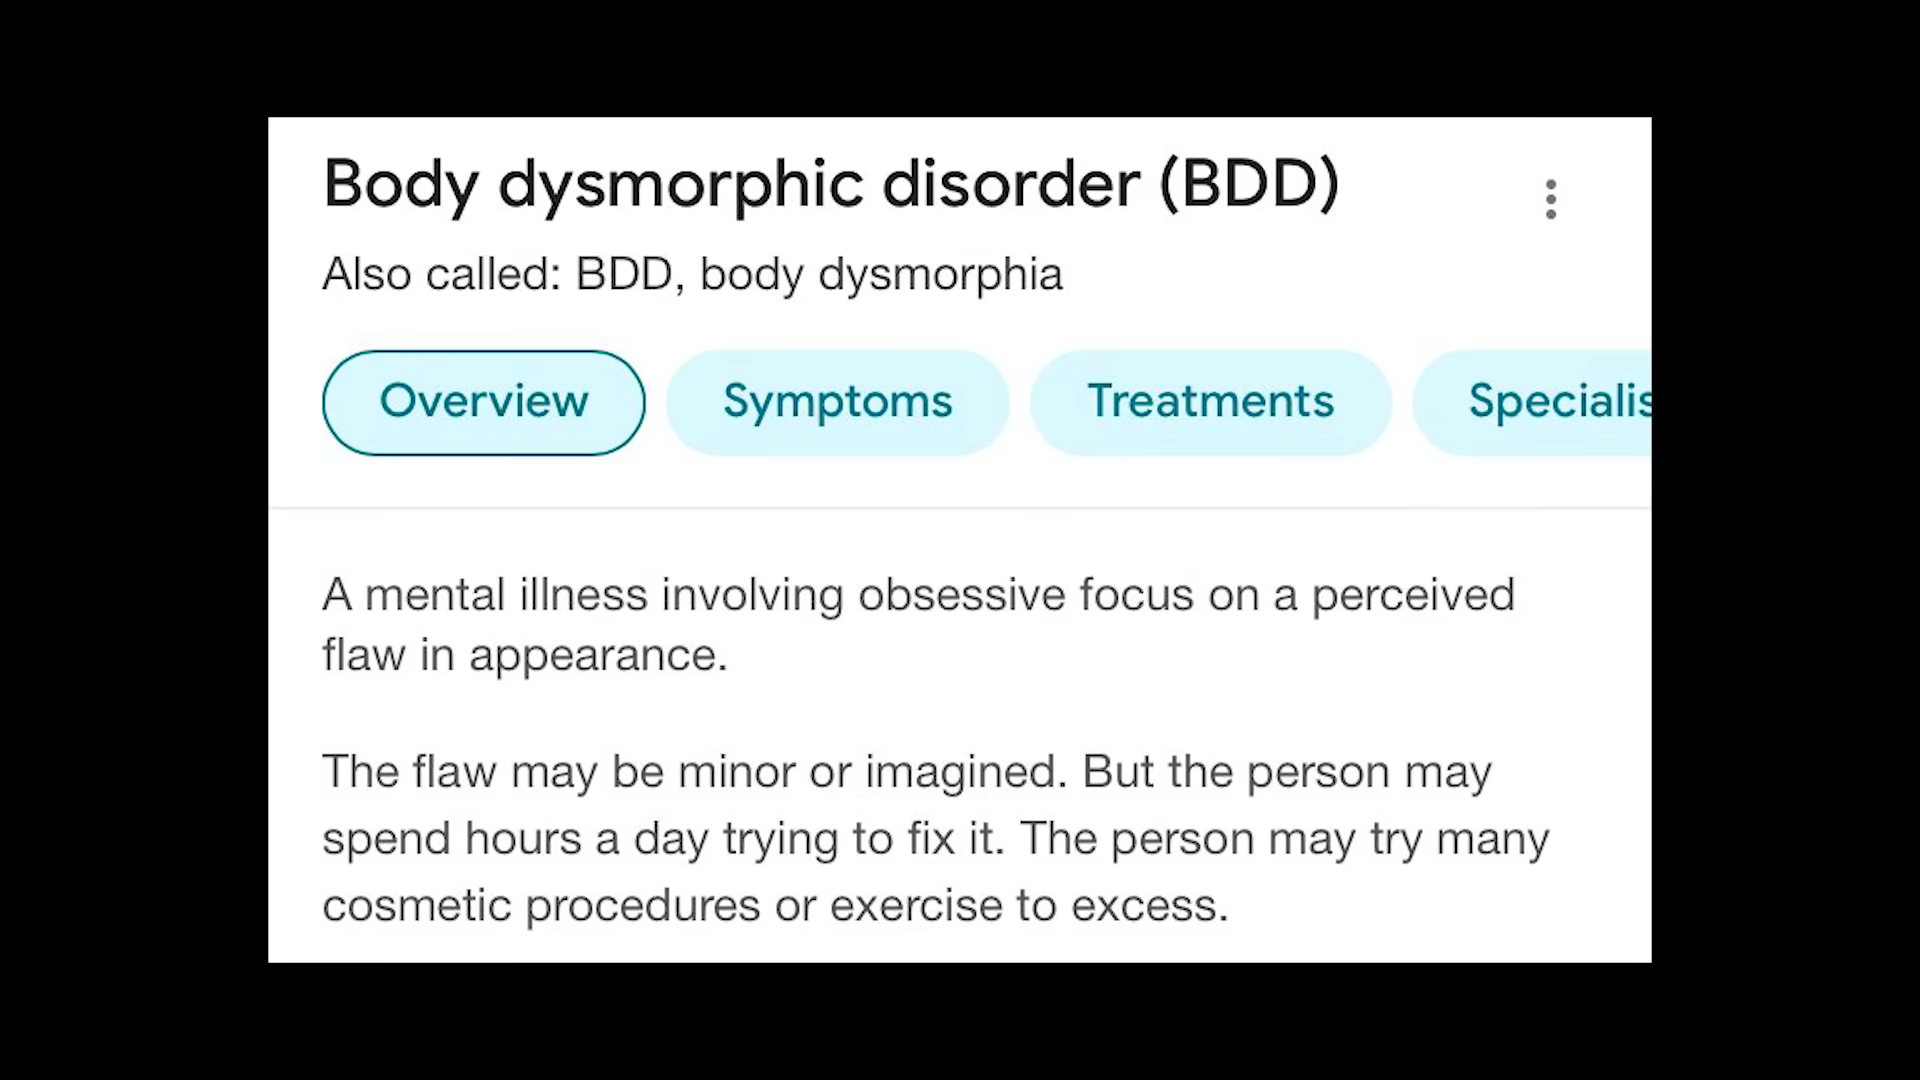 Body dysmorphic disorder (BDD)
Also called: BDD, body dysmorphia
Overview Symptoms Treatments Specialis
A mental illness involving obsessive focus on a perceived
flaw in appearance.
The flaw may be minor or imagined. But the person may
spend hours a day trying to fix it. The person may try many
cosmetic procedures or exercise to excess.